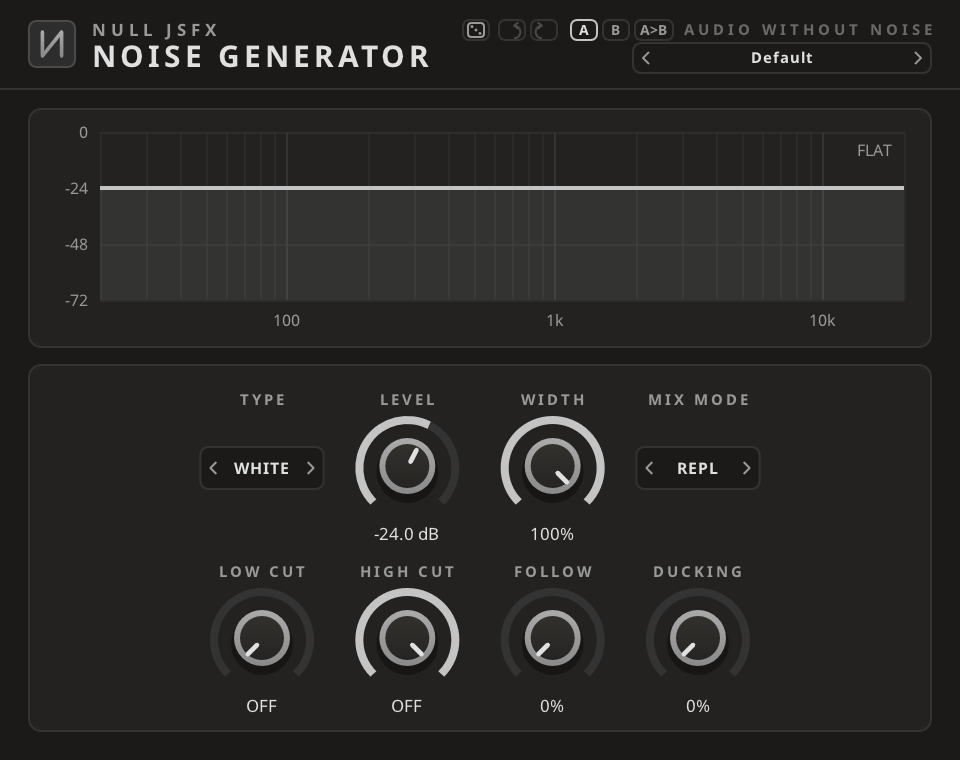 NULL JSFX
A B A>B AUDIO WITHOUT NOISE
NOISE GENERATOR
Default
0
FLAT
-24
-48
-72
100 1k 10k
TYPE LEVEL WIDTH MIX MODE
WHITE REPL
-24.0 dB 100%
LOW CUT HIGH CUT FOLLOW DUCKING
OFF OFF 0% 0%